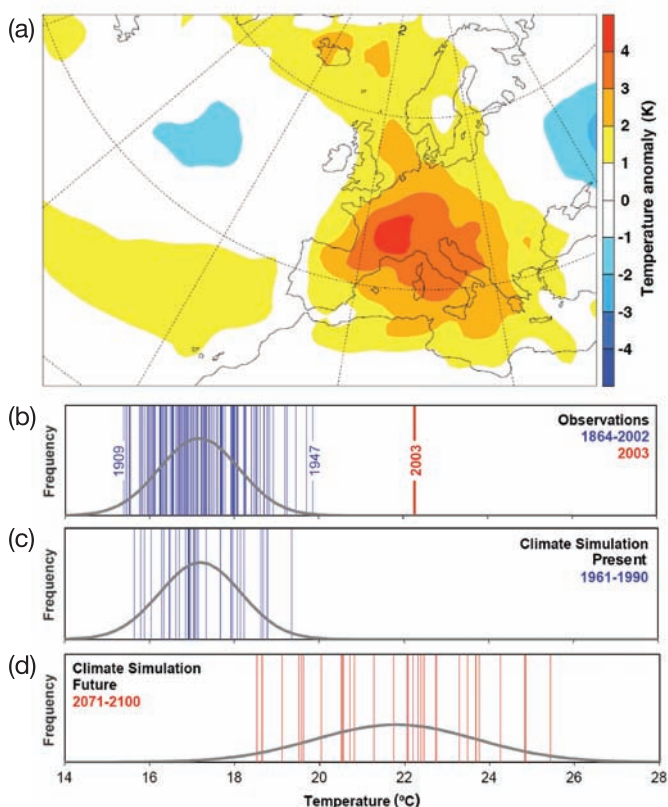 (a)
2
4
3
2
1
0
-1
-2
-3
-4
Temperature anomaly (K)
(b)
Frequency
1909
1947
2003
Observations
1864-2002
2003
(c)
Frequency
Climate Simulation
Present
1961-1990
(d)
Frequency
Climate Simulation
Future
2071-2100
14 16 18 20 22 24 26 28
Temperature (ºC)